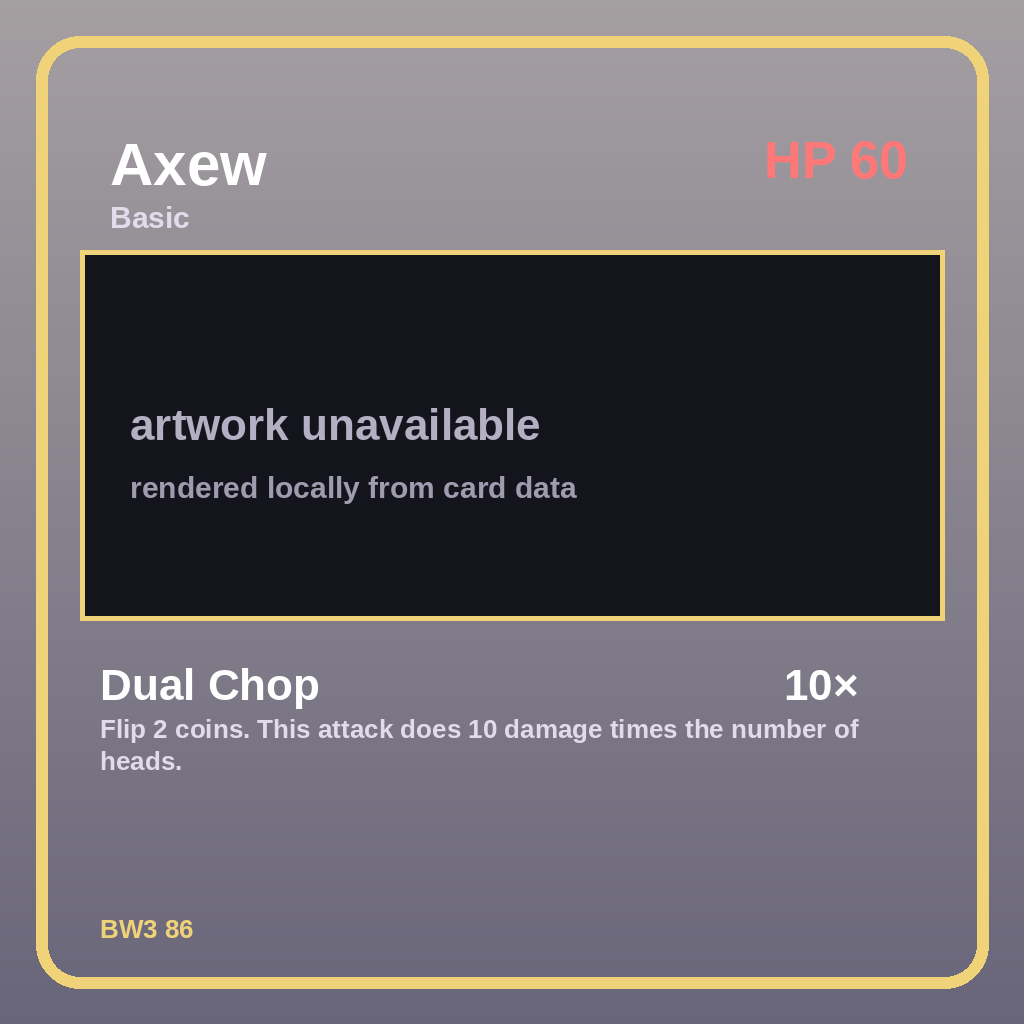 Axew
HP 60
Basic
artwork unavailable
rendered locally from card data
Dual Chop
10×
Flip 2 coins. This attack does 10 damage times the number of
heads.
BW3 86